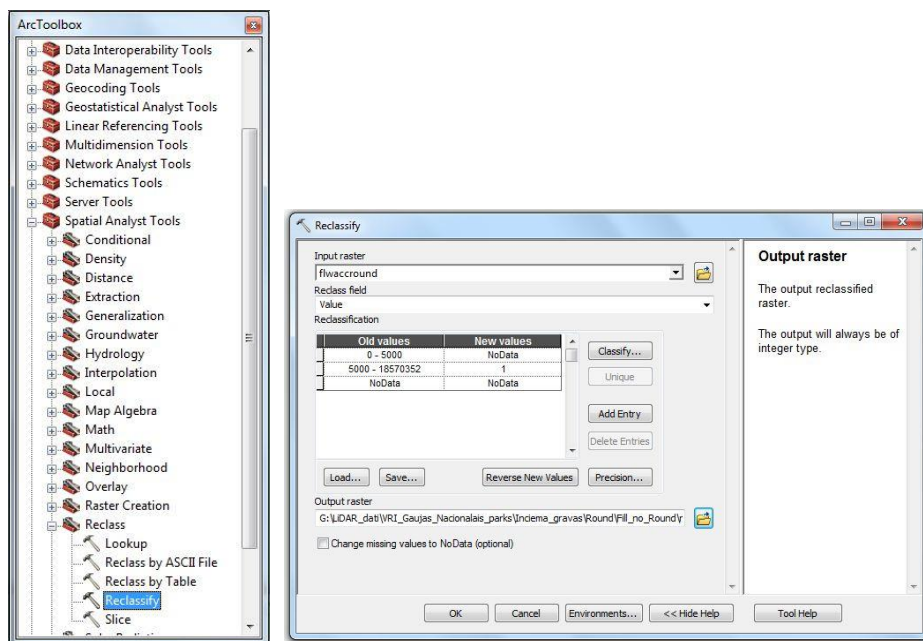 ArcToolbox
Data Interoperability Tools
Data Management Tools
Geocoding Tools
Geostatistical Analyst Tools
Linear Referencing Tools
Multidimension Tools
Network Analyst Tools
Schematics Tools
Server Tools
Spatial Analyst Tools
Conditional
Density
Distance
Extraction
Generalization
Groundwater
Hydrology
Interpolation
Local
Map Algebra
Math
Multivariate
Neighborhood
Overlay
Raster Creation
Reclass
Lookup
Reclass by ASCII File
Reclass by Table
Reclassify
Slice
Reclassify
Input raster
flwaccround
Reclass field
Value
Reclassification
Old values New values
0 - 5000 NoData
5000 - 18570352 1
NoData NoData
Classify...
Unique
Add Entry
Delete Entries
Load... Save... Reverse New Values Precision...
Output raster
G:\LiDAR_dati\VRI_Gaujas_Nacionalais_parks\Inciema_gravas\Round\Fill_no_Round\r
Change missing values to NoData (optional)
OK Cancel Environments... << Hide Help Tool Help
Output raster
The output reclassified
raster.
The output will always be of
integer type.